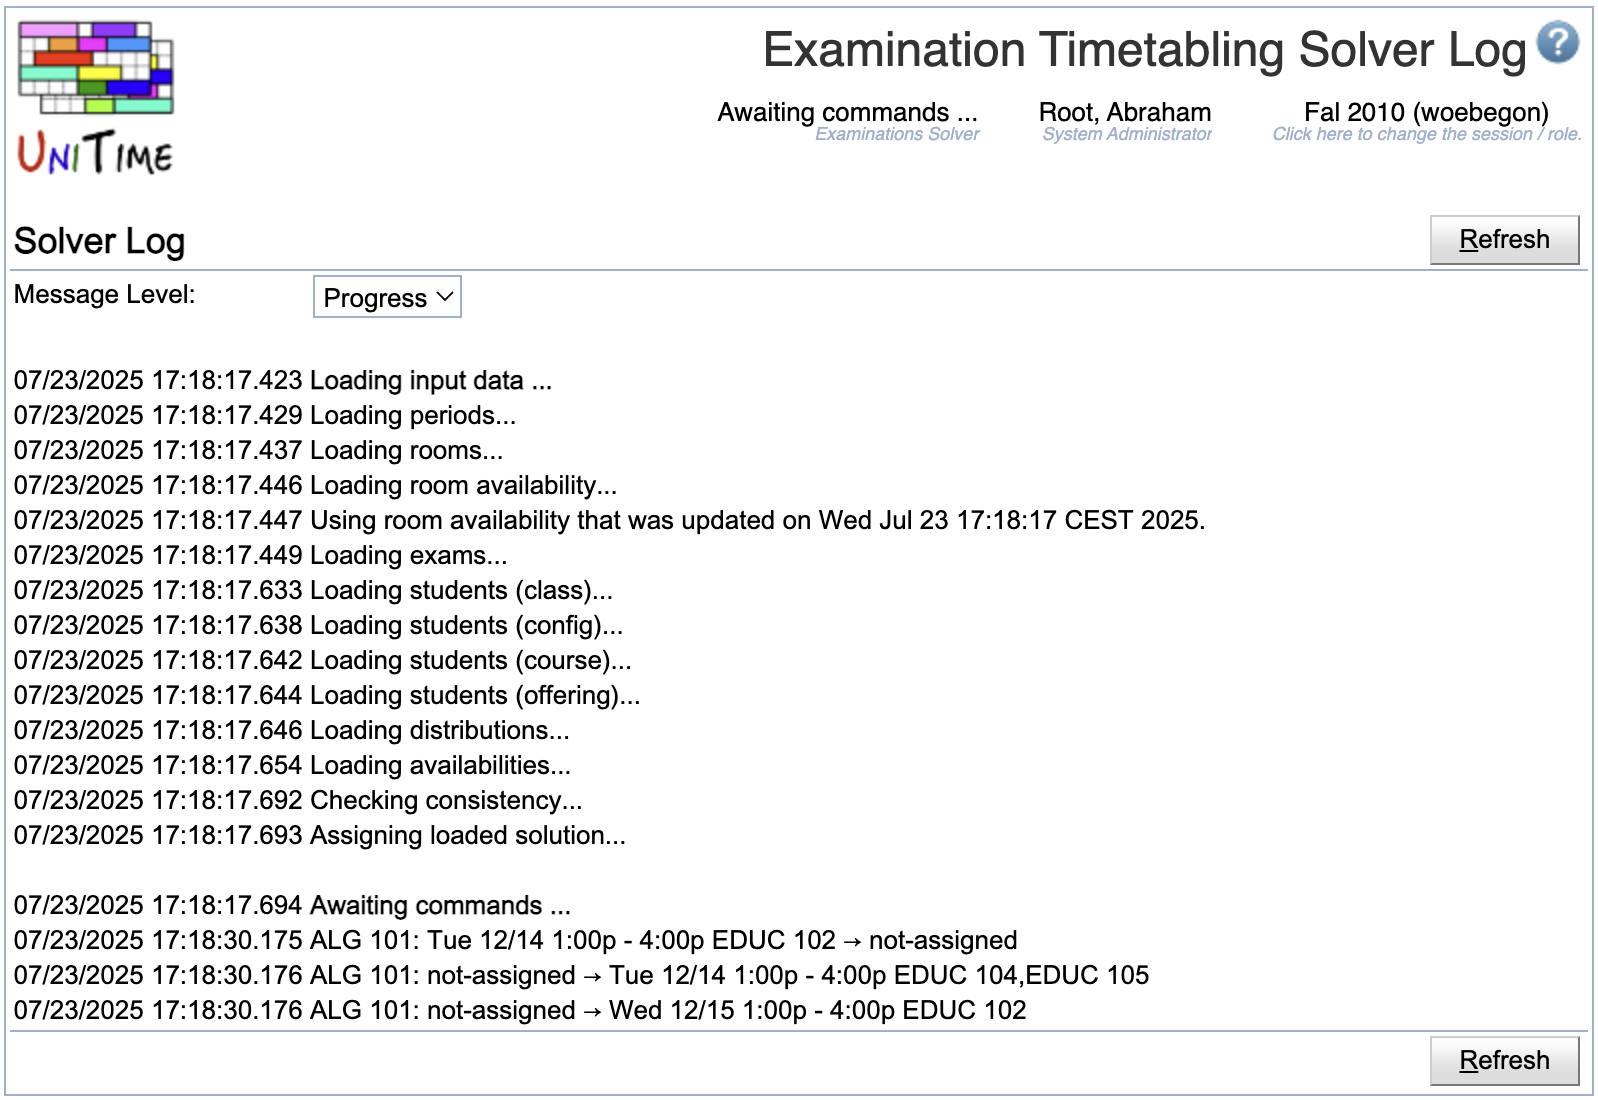 Examination Timetabling Solver Log ?
Awaiting commands ...
Examinations Solver
Root, Abraham
System Administrator
Fal 2010 (woebegon)
Click here to change the session / role.
UNITIME
Solver Log
Refresh
Message Level:
Progress
07/23/2025 17:18:17.423 Loading input data ...
07/23/2025 17:18:17.429 Loading periods...
07/23/2025 17:18:17.437 Loading rooms...
07/23/2025 17:18:17.446 Loading room availability...
07/23/2025 17:18:17.447 Using room availability that was updated on Wed Jul 23 17:18:17 CEST 2025.
07/23/2025 17:18:17.449 Loading exams...
07/23/2025 17:18:17.633 Loading students (class)...
07/23/2025 17:18:17.638 Loading students (config)...
07/23/2025 17:18:17.642 Loading students (course)...
07/23/2025 17:18:17.644 Loading students (offering)...
07/23/2025 17:18:17.646 Loading distributions...
07/23/2025 17:18:17.654 Loading availabilities...
07/23/2025 17:18:17.692 Checking consistency...
07/23/2025 17:18:17.693 Assigning loaded solution...
07/23/2025 17:18:17.694 Awaiting commands ...
07/23/2025 17:18:30.175 ALG 101: Tue 12/14 1:00p - 4:00p EDUC 102 → not-assigned
07/23/2025 17:18:30.176 ALG 101: not-assigned → Tue 12/14 1:00p - 4:00p EDUC 104,EDUC 105
07/23/2025 17:18:30.176 ALG 101: not-assigned → Wed 12/15 1:00p - 4:00p EDUC 102
Refresh